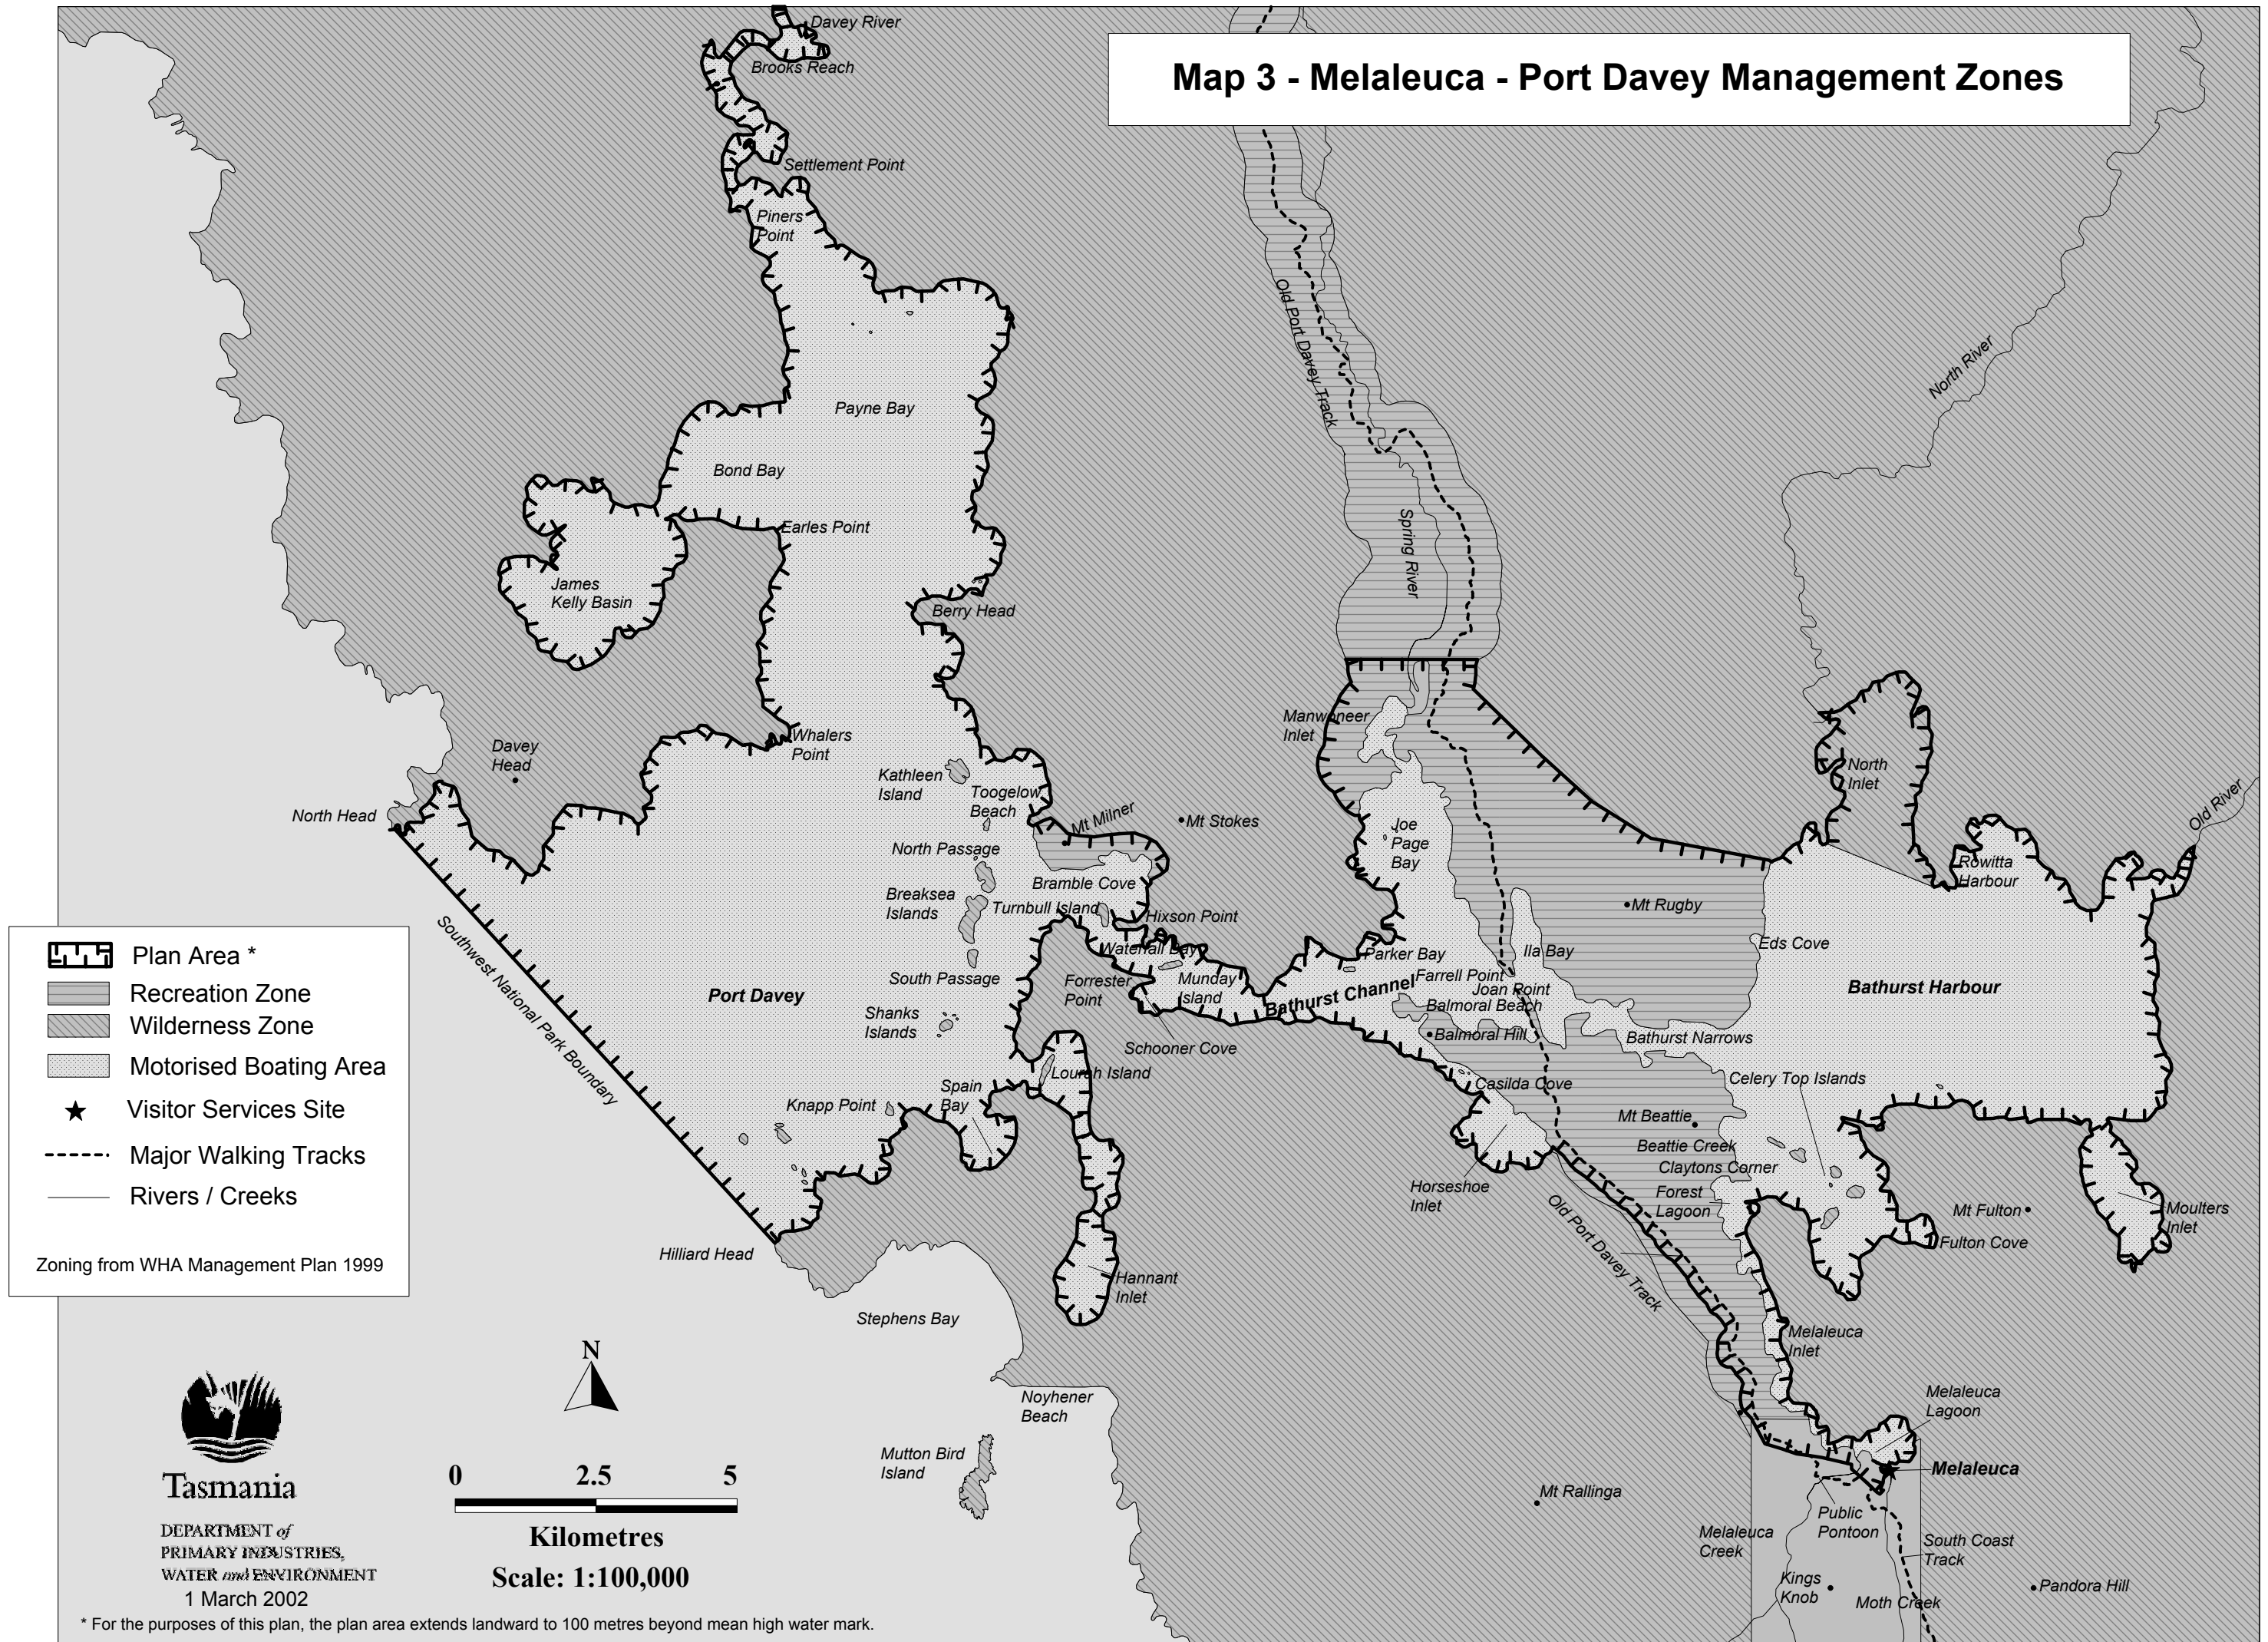 Map 3 - Melaleuca - Port Davey Management Zones
Davey River
Brooks Reach
Settlement Point
Piners
Point
Old Port Davey Track
North River
Payne Bay
Bond Bay
Earles Point
Spring River
James
Kelly Basin
Berry Head
Manwoneer
Inlet
Whalers
Point
Davey
Head
North Head
Kathleen
Island
Toogelow
Beach
Mt Milner
Mt Stokes
Joe
Page
Bay
North
Inlet
Old River
Rowitta
Harbour
North Passage
Bramble Cove
Breaksea
Islands
Turnbull Island
Hixson Point
Mt Rugby
Waterfall Bay
Parker Bay
Ila Bay
Eds Cove
South Passage
Forrester
Point
Munday
Island
Farrell Point
Joan Point
Bathurst Channel
Balmoral Beach
Bathurst Harbour
Port Davey
Southwest National Park Boundary
Shanks
Islands
Balmoral Hill
Bathurst Narrows
Schooner Cove
Lourah Island
Casilda Cove
Celery Top Islands
Spain
Bay
Knapp Point
Mt Beattie
Beattie Creek
Claytons Corner
Horseshoe
Inlet
Forest
Lagoon
Mt Fulton
Moulters
Inlet
Fulton Cove
Old Port Davey Track
Hilliard Head
Hannant
Inlet
Stephens Bay
Melaleuca
Inlet
Noyhener
Beach
Melaleuca
Lagoon
Mutton Bird
Island
Melaleuca
Mt Rallinga
Public
Pontoon
Melaleuca
Creek
South Coast
Track
Kings
Knob
Moth Creek
Pandora Hill
Plan Area *
Recreation Zone
Wilderness Zone
Motorised Boating Area
Visitor Services Site
Major Walking Tracks
Rivers / Creeks
Zoning from WHA Management Plan 1999
N
0 2.5 5
Kilometres
Scale: 1:100,000
Tasmania
DEPARTMENT of
PRIMARY INDUSTRIES,
WATER and ENVIRONMENT
1 March 2002
* For the purposes of this plan, the plan area extends landward to 100 metres beyond mean high water mark.